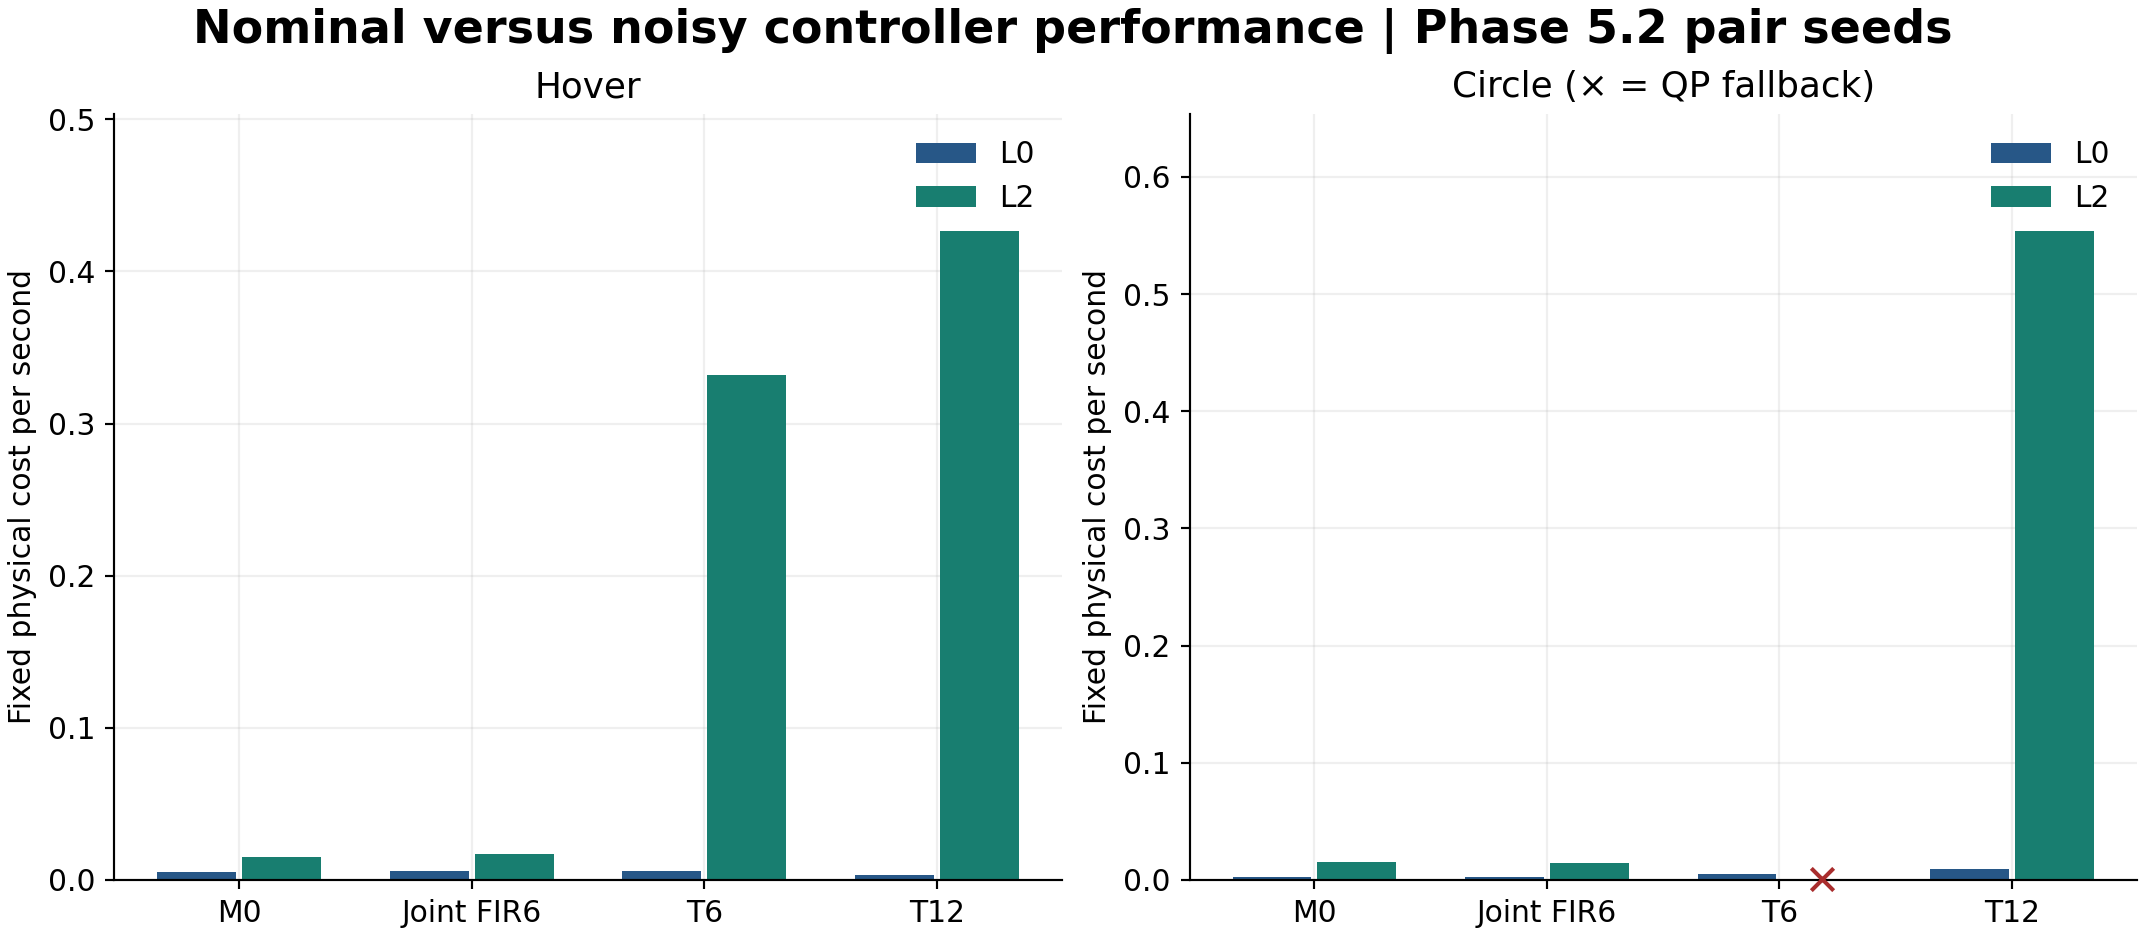 Nominal versus noisy controller performance | Phase 5.2 pair seeds
Hover
Fixed physical cost per second
0.5
0.4
0.3
0.2
0.1
0.0
L0
L2
M0
Joint FIR6
T6
T12
Circle (× = QP fallback)
Fixed physical cost per second
0.6
0.5
0.4
0.3
0.2
0.1
0.0
L0
L2
M0
Joint FIR6
T6
T12